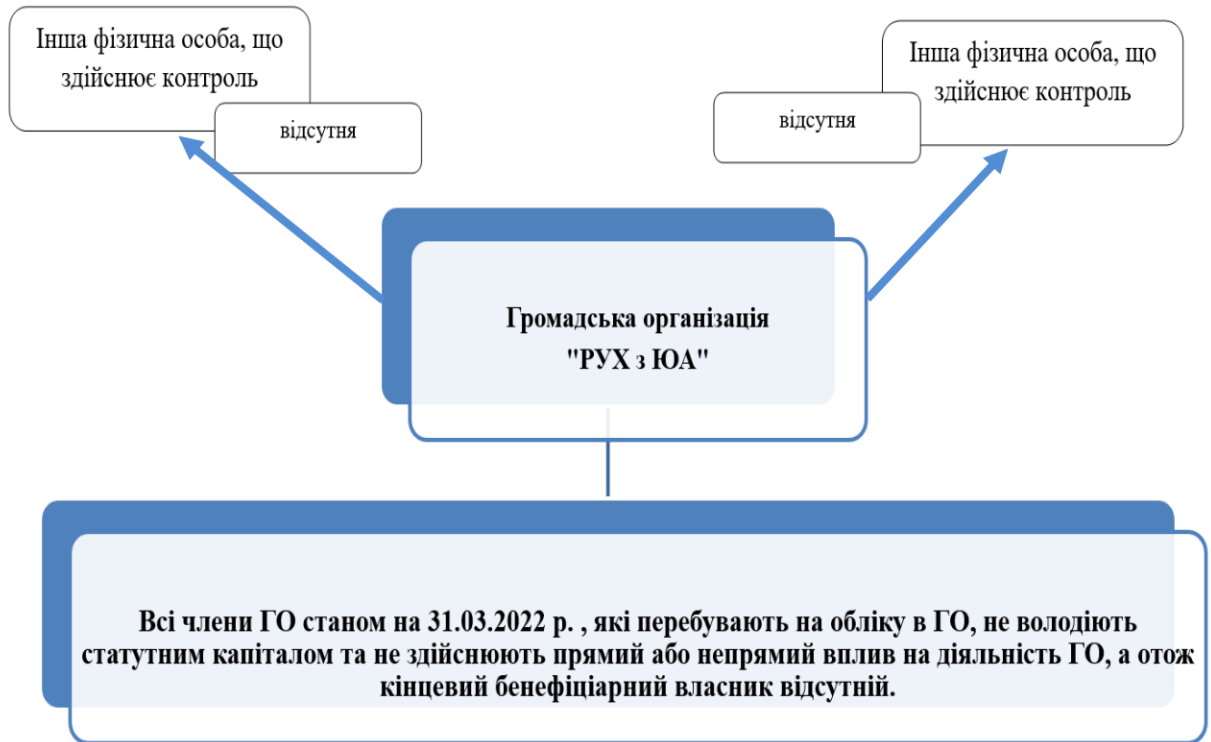 Інша фізична особа, що
здійснює контроль
відсутня
Інша фізична особа, що
здійснює контроль
відсутня
Громадська організація
"РУХ з ЮА"
Всі члени ГО станом на 31.03.2022 р. , які перебувають на обліку в ГО, не володіють
статутним капіталом та не здійснюють прямий або непрямий вплив на діяльність ГО, а отож
кінцевий бенефіціарний власник відсутній.